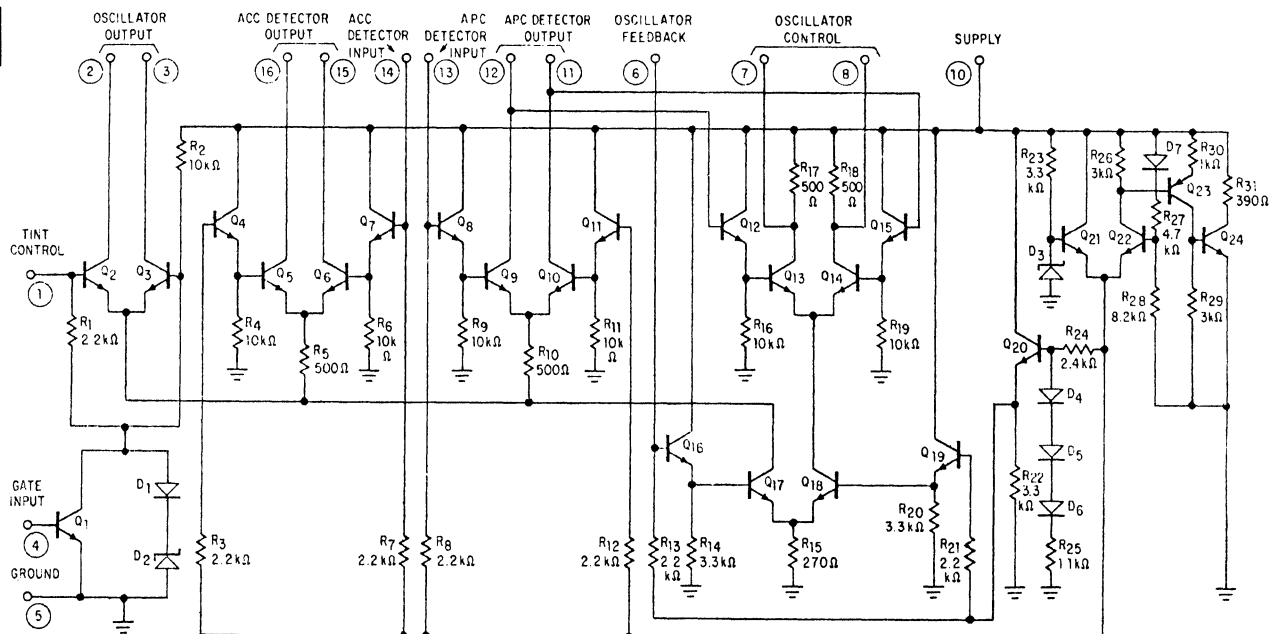 OSCILLATOR
OUTPUT
ACC DETECTOR
OUTPUT
ACC
DETECTOR
INPUT
APC
DETECTOR
INPUT
APC DETECTOR
OUTPUT
OSCILLATOR
FEEDBACK
OSCILLATOR
CONTROL
SUPPLY
2
3
16
15
14
13
12
11
6
7
8
10
R2
10kΩ
R17
500
Ω
R18
500
Ω
R23
3.3
kΩ
R26
3kΩ
D7
R30
1kΩ
Q23
R31
390Ω
TINT
CONTROL
1
Q2
Q3
Q4
Q5
Q6
Q7
Q8
Q9
Q10
Q11
Q12
Q13
Q14
Q15
D3
Q21
Q22
R27
4.7
kΩ
Q24
R1
2.2kΩ
R4
10kΩ
R5
500Ω
R6
10k
Ω
R9
10kΩ
R10
500Ω
R11
10k
Ω
R16
10kΩ
R19
10kΩ
Q20
R24
2.4kΩ
R28
8.2kΩ
R29
3kΩ
D4
D5
D6
Q16
Q17
Q18
Q19
R22
3.3
kΩ
R25
1.1kΩ
GATE
INPUT
4
Q1
D1
D2
GROUND
5
R3
2.2kΩ
R7
2.2kΩ
R8
2.2kΩ
R12
2.2kΩ
R13
2.2
kΩ
R14
3.3kΩ
R15
270Ω
R20
3.3kΩ
R21
2.2
kΩ